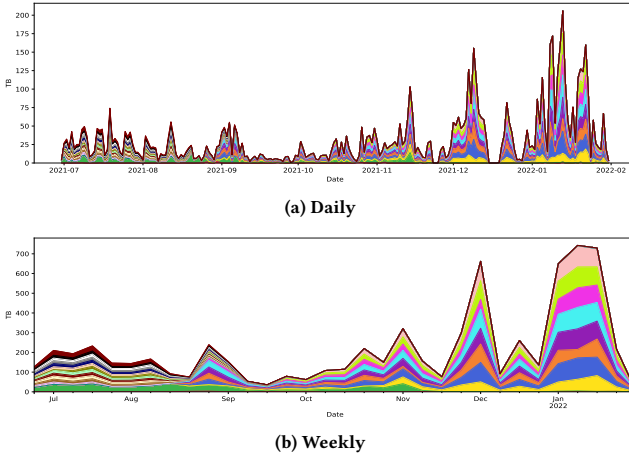 200
175
150
125
100
75
50
25
0
TB
2021-07 2021-08 2021-09 2021-10 2021-11 2021-12 2022-01 2022-02
Date
(a) Daily
700
600
500
400
300
200
100
0
TB
Jul Aug Sep Oct Nov Dec Jan
2022
Date
(b) Weekly